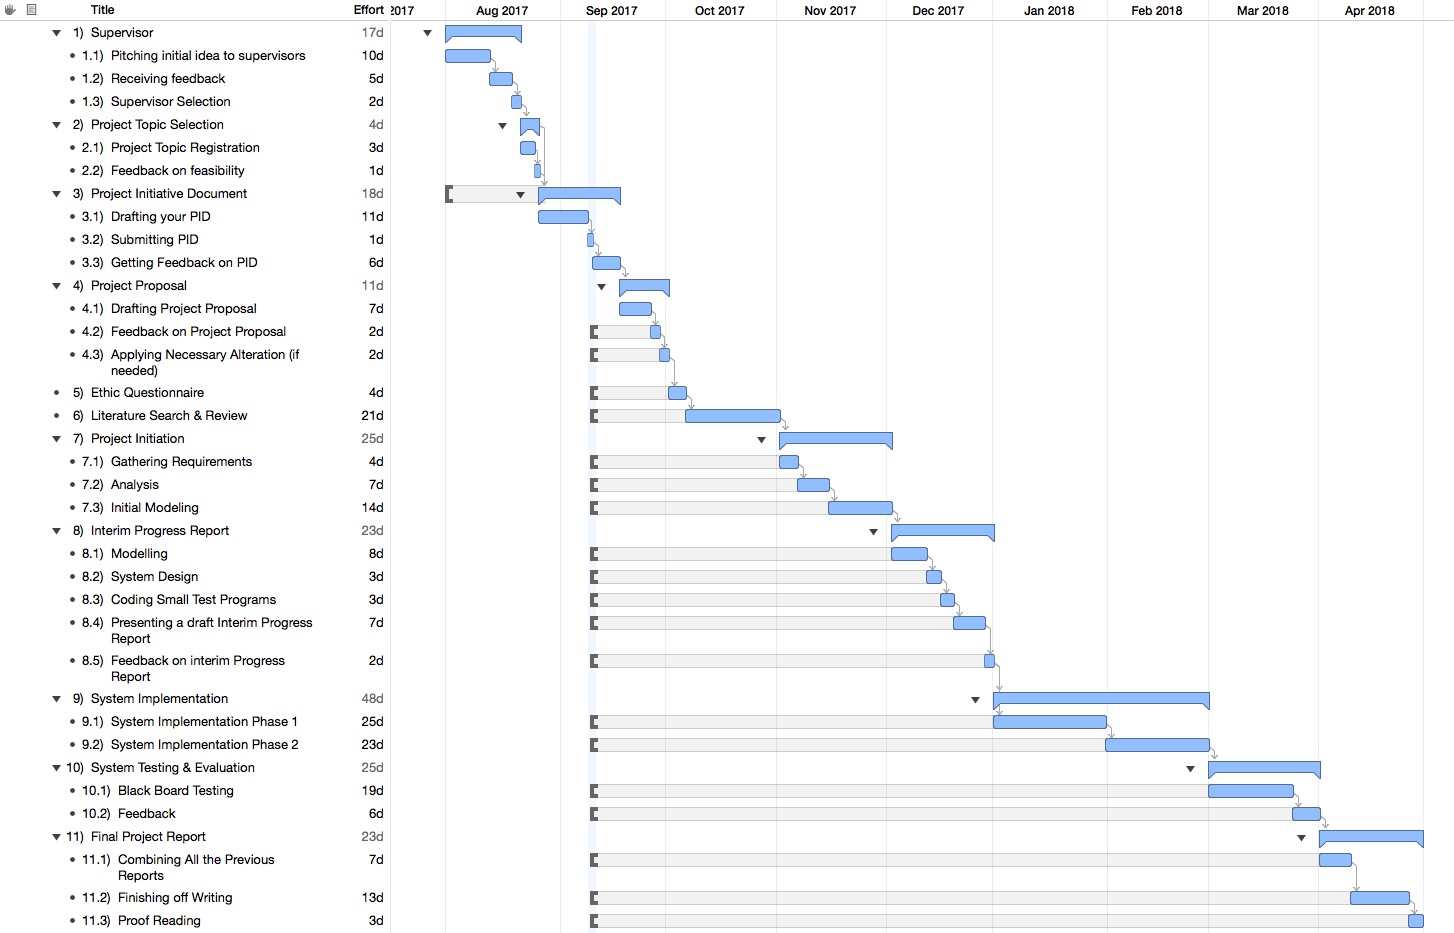 Title Effort 2017 Aug 2017 Sep 2017 Oct 2017 Nov 2017 Dec 2017 Jan 2018 Feb 2018 Mar 2018 Apr 2018
1) Supervisor 17d
1.1) Pitching initial idea to supervisors 10d
1.2) Receiving feedback 5d
1.3) Supervisor Selection 2d
2) Project Topic Selection 4d
2.1) Project Topic Registration 3d
2.2) Feedback on feasibility 1d
3) Project Initiative Document 18d
3.1) Drafting your PID 11d
3.2) Submitting PID 1d
3.3) Getting Feedback on PID 6d
4) Project Proposal 11d
4.1) Drafting Project Proposal 7d
4.2) Feedback on Project Proposal 2d
4.3) Applying Necessary Alteration (if 2d
needed)
5) Ethic Questionnaire 4d
6) Literature Search & Review 21d
7) Project Initiation 25d
7.1) Gathering Requirements 4d
7.2) Analysis 7d
7.3) Initial Modeling 14d
8) Interim Progress Report 23d
8.1) Modelling 8d
8.2) System Design 3d
8.3) Coding Small Test Programs 3d
8.4) Presenting a draft Interim Progress 7d
Report
8.5) Feedback on interim Progress 2d
Report
9) System Implementation 48d
9.1) System Implementation Phase 1 25d
9.2) System Implementation Phase 2 23d
10) System Testing & Evaluation 25d
10.1) Black Board Testing 19d
10.2) Feedback 6d
11) Final Project Report 23d
11.1) Combining All the Previous 7d
Reports
11.2) Finishing off Writing 13d
11.3) Proof Reading 3d